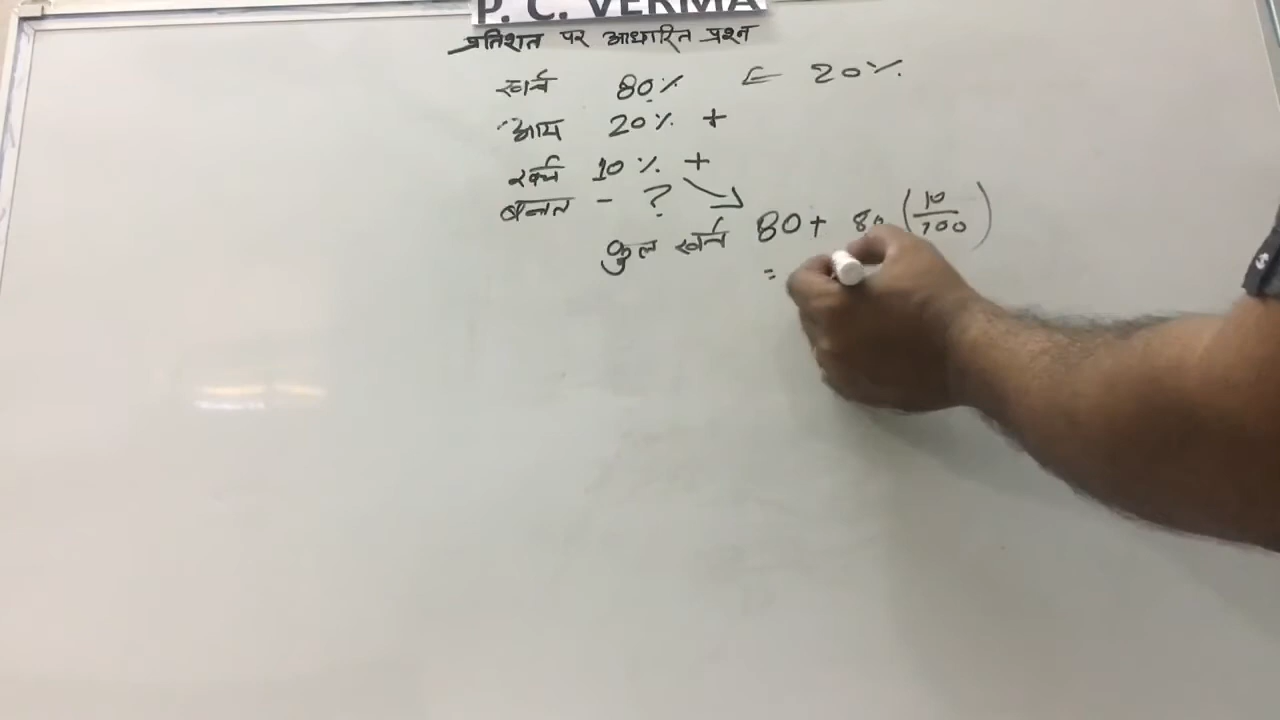 P. C. VERMA
प्रतिशत पर आधारित प्रश्न
खर्च 80% ⇐ 20%
आय 20% +
खर्च 10% +
बचत - ?
कुल खर्च 80 + 80 (10/100)
=